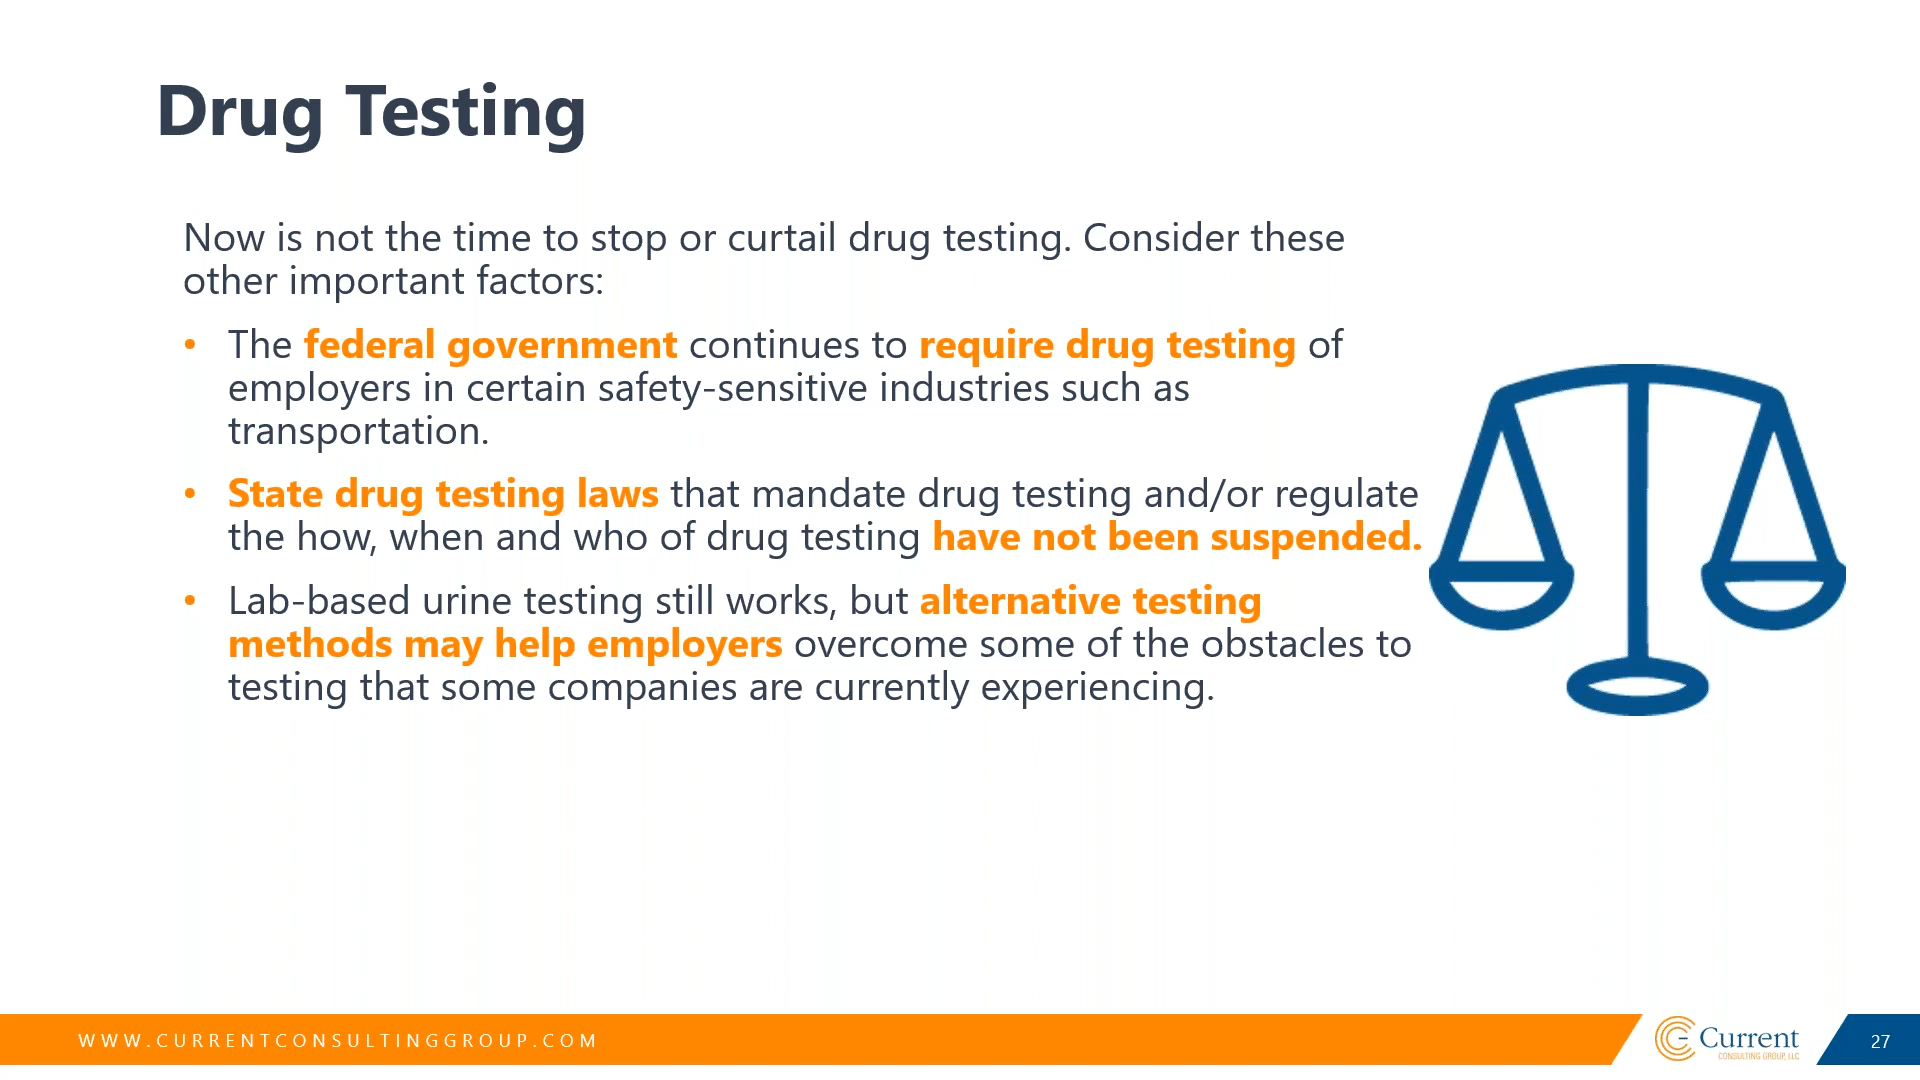 Drug Testing
Now is not the time to stop or curtail drug testing. Consider these
other important factors:
• The federal government continues to require drug testing of
employers in certain safety-sensitive industries such as
transportation.
• State drug testing laws that mandate drug testing and/or regulate
the how, when and who of drug testing have not been suspended.
• Lab-based urine testing still works, but alternative testing
methods may help employers overcome some of the obstacles to
testing that some companies are currently experiencing.
WWW.CURRENTCONSULTINGGROUP.COM
Current
CONSULTING GROUP, LLC
27